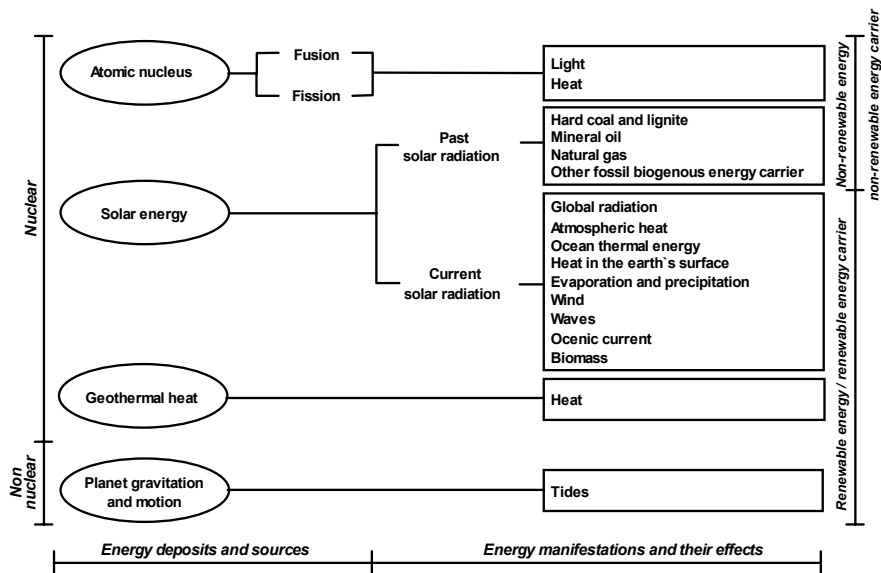 Nuclear
Non
nuclear
Atomic nucleus
Fusion
Fission
Light
Heat
Solar energy
Past
solar radiation
Hard coal and lignite
Mineral oil
Natural gas
Other fossil biogenous energy carrier
Current
solar radiation
Global radiation
Atmospheric heat
Ocean thermal energy
Heat in the earth`s surface
Evaporation and precipitation
Wind
Waves
Ocenic current
Biomass
Geothermal heat
Heat
Planet gravitation
and motion
Tides
Non-renewable energy
non-renewable energy carrier
Renewable energy / renewable energy carrier
Energy deposits and sources
Energy manifestations and their effects